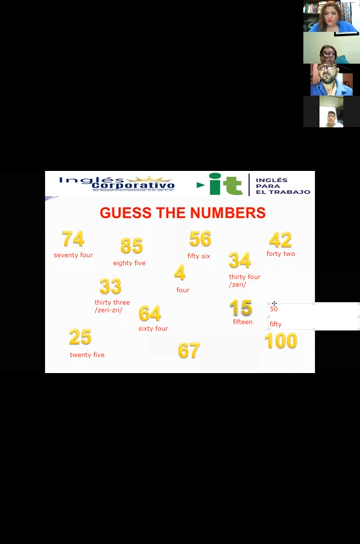 Inglés
Corporativo
it
INGLÉS
PARA
EL TRABAJO
GUESS THE NUMBERS
74
seventy four
85
eighty five
56
fifty six
42
forty two
34
thirty four
/zeri/
4
four
33
thirty three
/zeri-zri/
64
sixty four
15
fifteen
50
fifty
25
twenty five
67
100